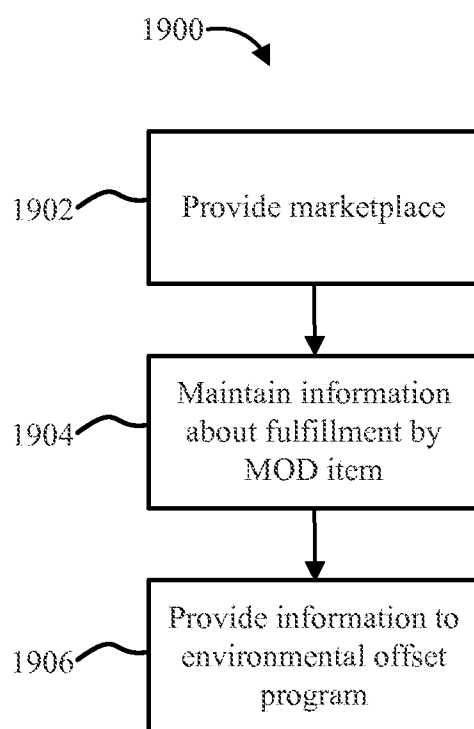 1900
1902
Provide marketplace
1904
Maintain information
about fulfillment by
MOD item
1906
Provide information to
environmental offset
program